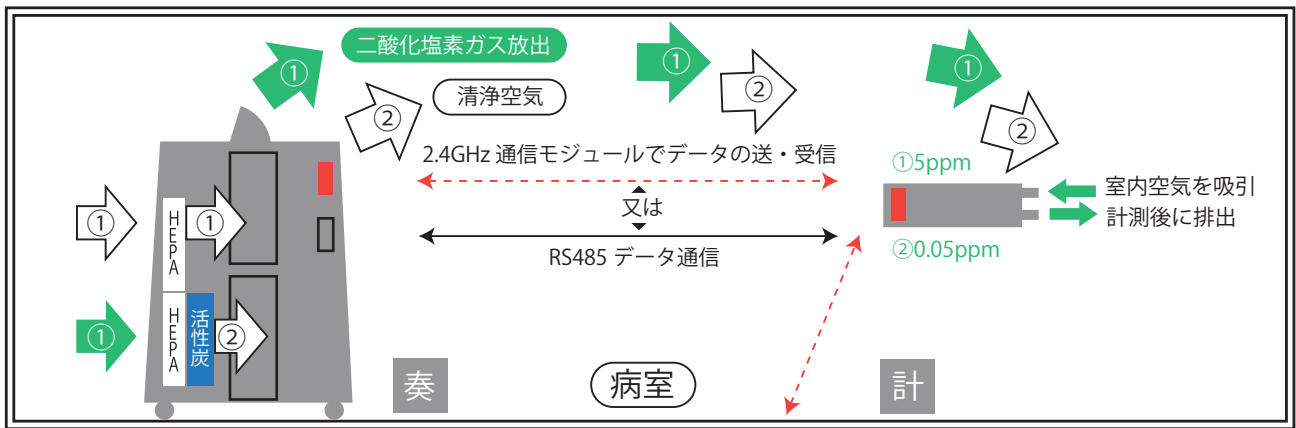 ①
二酸化塩素ガス放出
②
清浄空気
①
②
①
②
2.4GHz 通信モジュールでデータの送・受信
又は
RS485 データ通信
①5ppm
室内空気を吸引
計測後に排出
②0.05ppm
①
HEPA
①
①
HEPA
活性炭
②
奏
病室
計